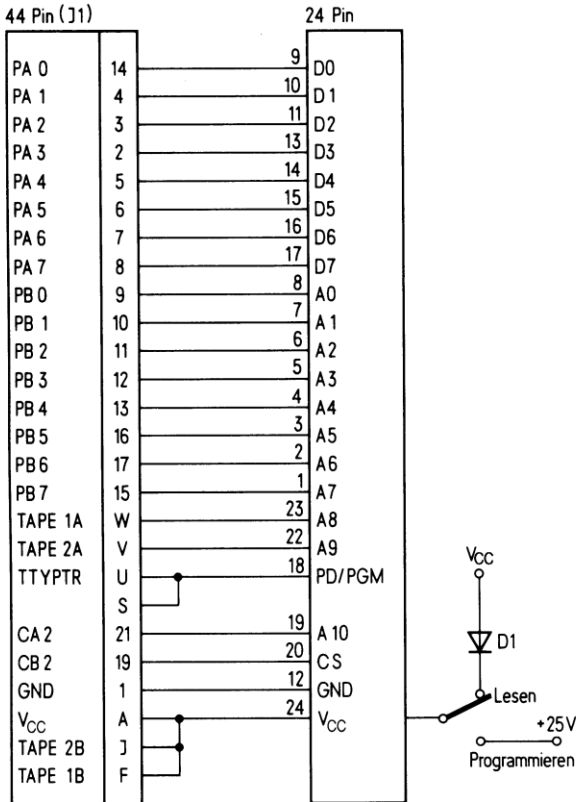 44 Pin (J1) 24 Pin
PA 0 14 9 D0
PA 1 4 10 D1
PA 2 3 11 D2
PA 3 2 13 D3
PA 4 5 14 D4
PA 5 6 15 D5
PA 6 7 16 D6
PA 7 8 17 D7
PB 0 9 8 A0
PB 1 10 7 A1
PB 2 11 6 A2
PB 3 12 5 A3
PB 4 13 4 A4
PB 5 16 3 A5
PB 6 17 2 A6
PB 7 15 1 A7
TAPE 1A W 23 A8
TAPE 2A V 22 A9
TTYPTR U 18 PD/PGM
S
CA 2 21 19 A10
CB 2 19 20 CS
GND 1 12 GND
VCC A 24 VCC
TAPE 2B J
TAPE 1B F
VCC
D1
Lesen
+25V
Programmieren